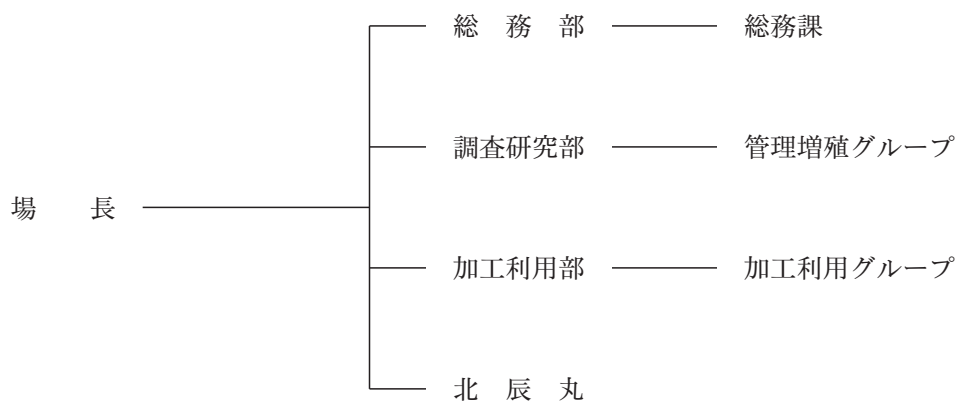 総務部 総務課
調査研究部 管理増殖グループ
場長
加工利用部 加工利用グループ
北辰丸